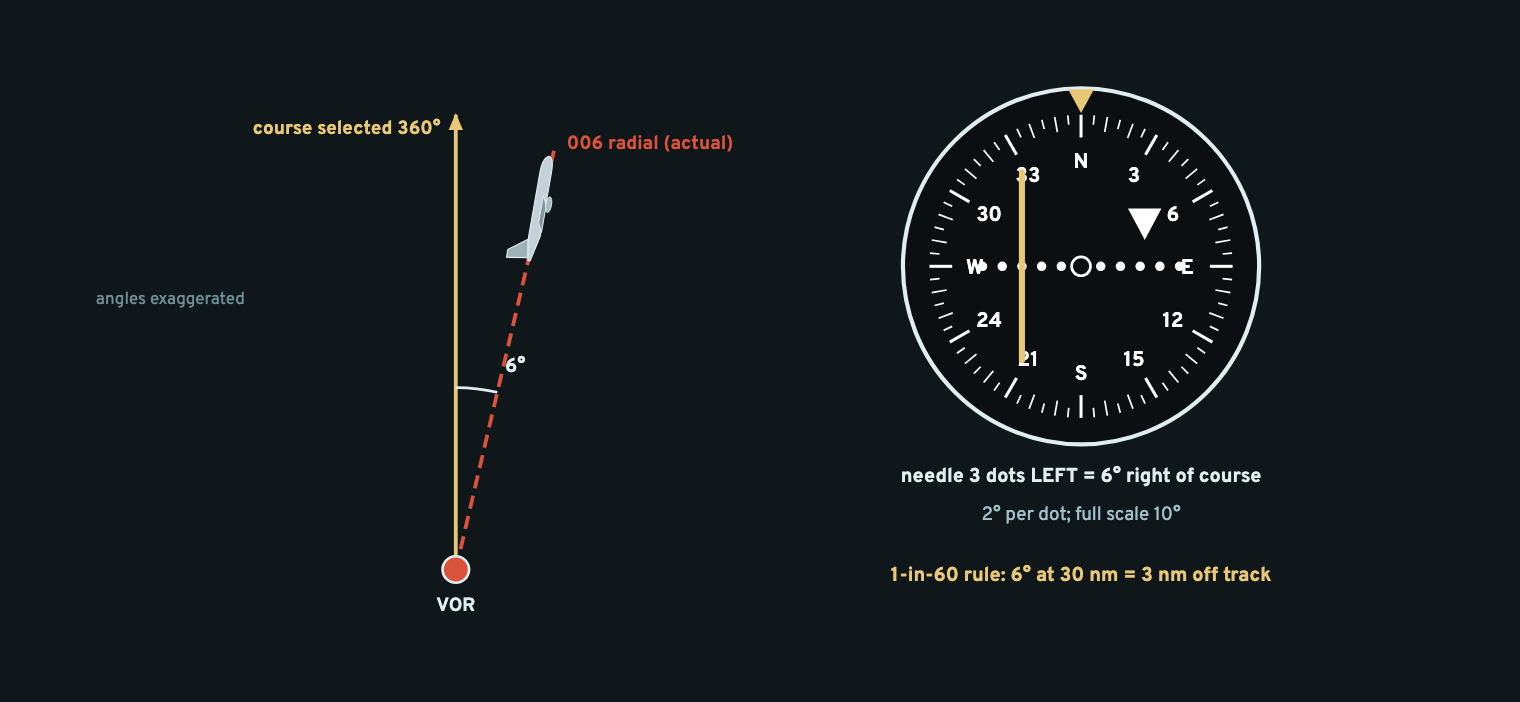 course selected 360°
006 radial (actual)
6°
angles exaggerated
VOR
N
33
3
30
6
W
E
24
12
21
15
S
needle 3 dots LEFT = 6° right of course
2° per dot; full scale 10°
1-in-60 rule: 6° at 30 nm = 3 nm off track